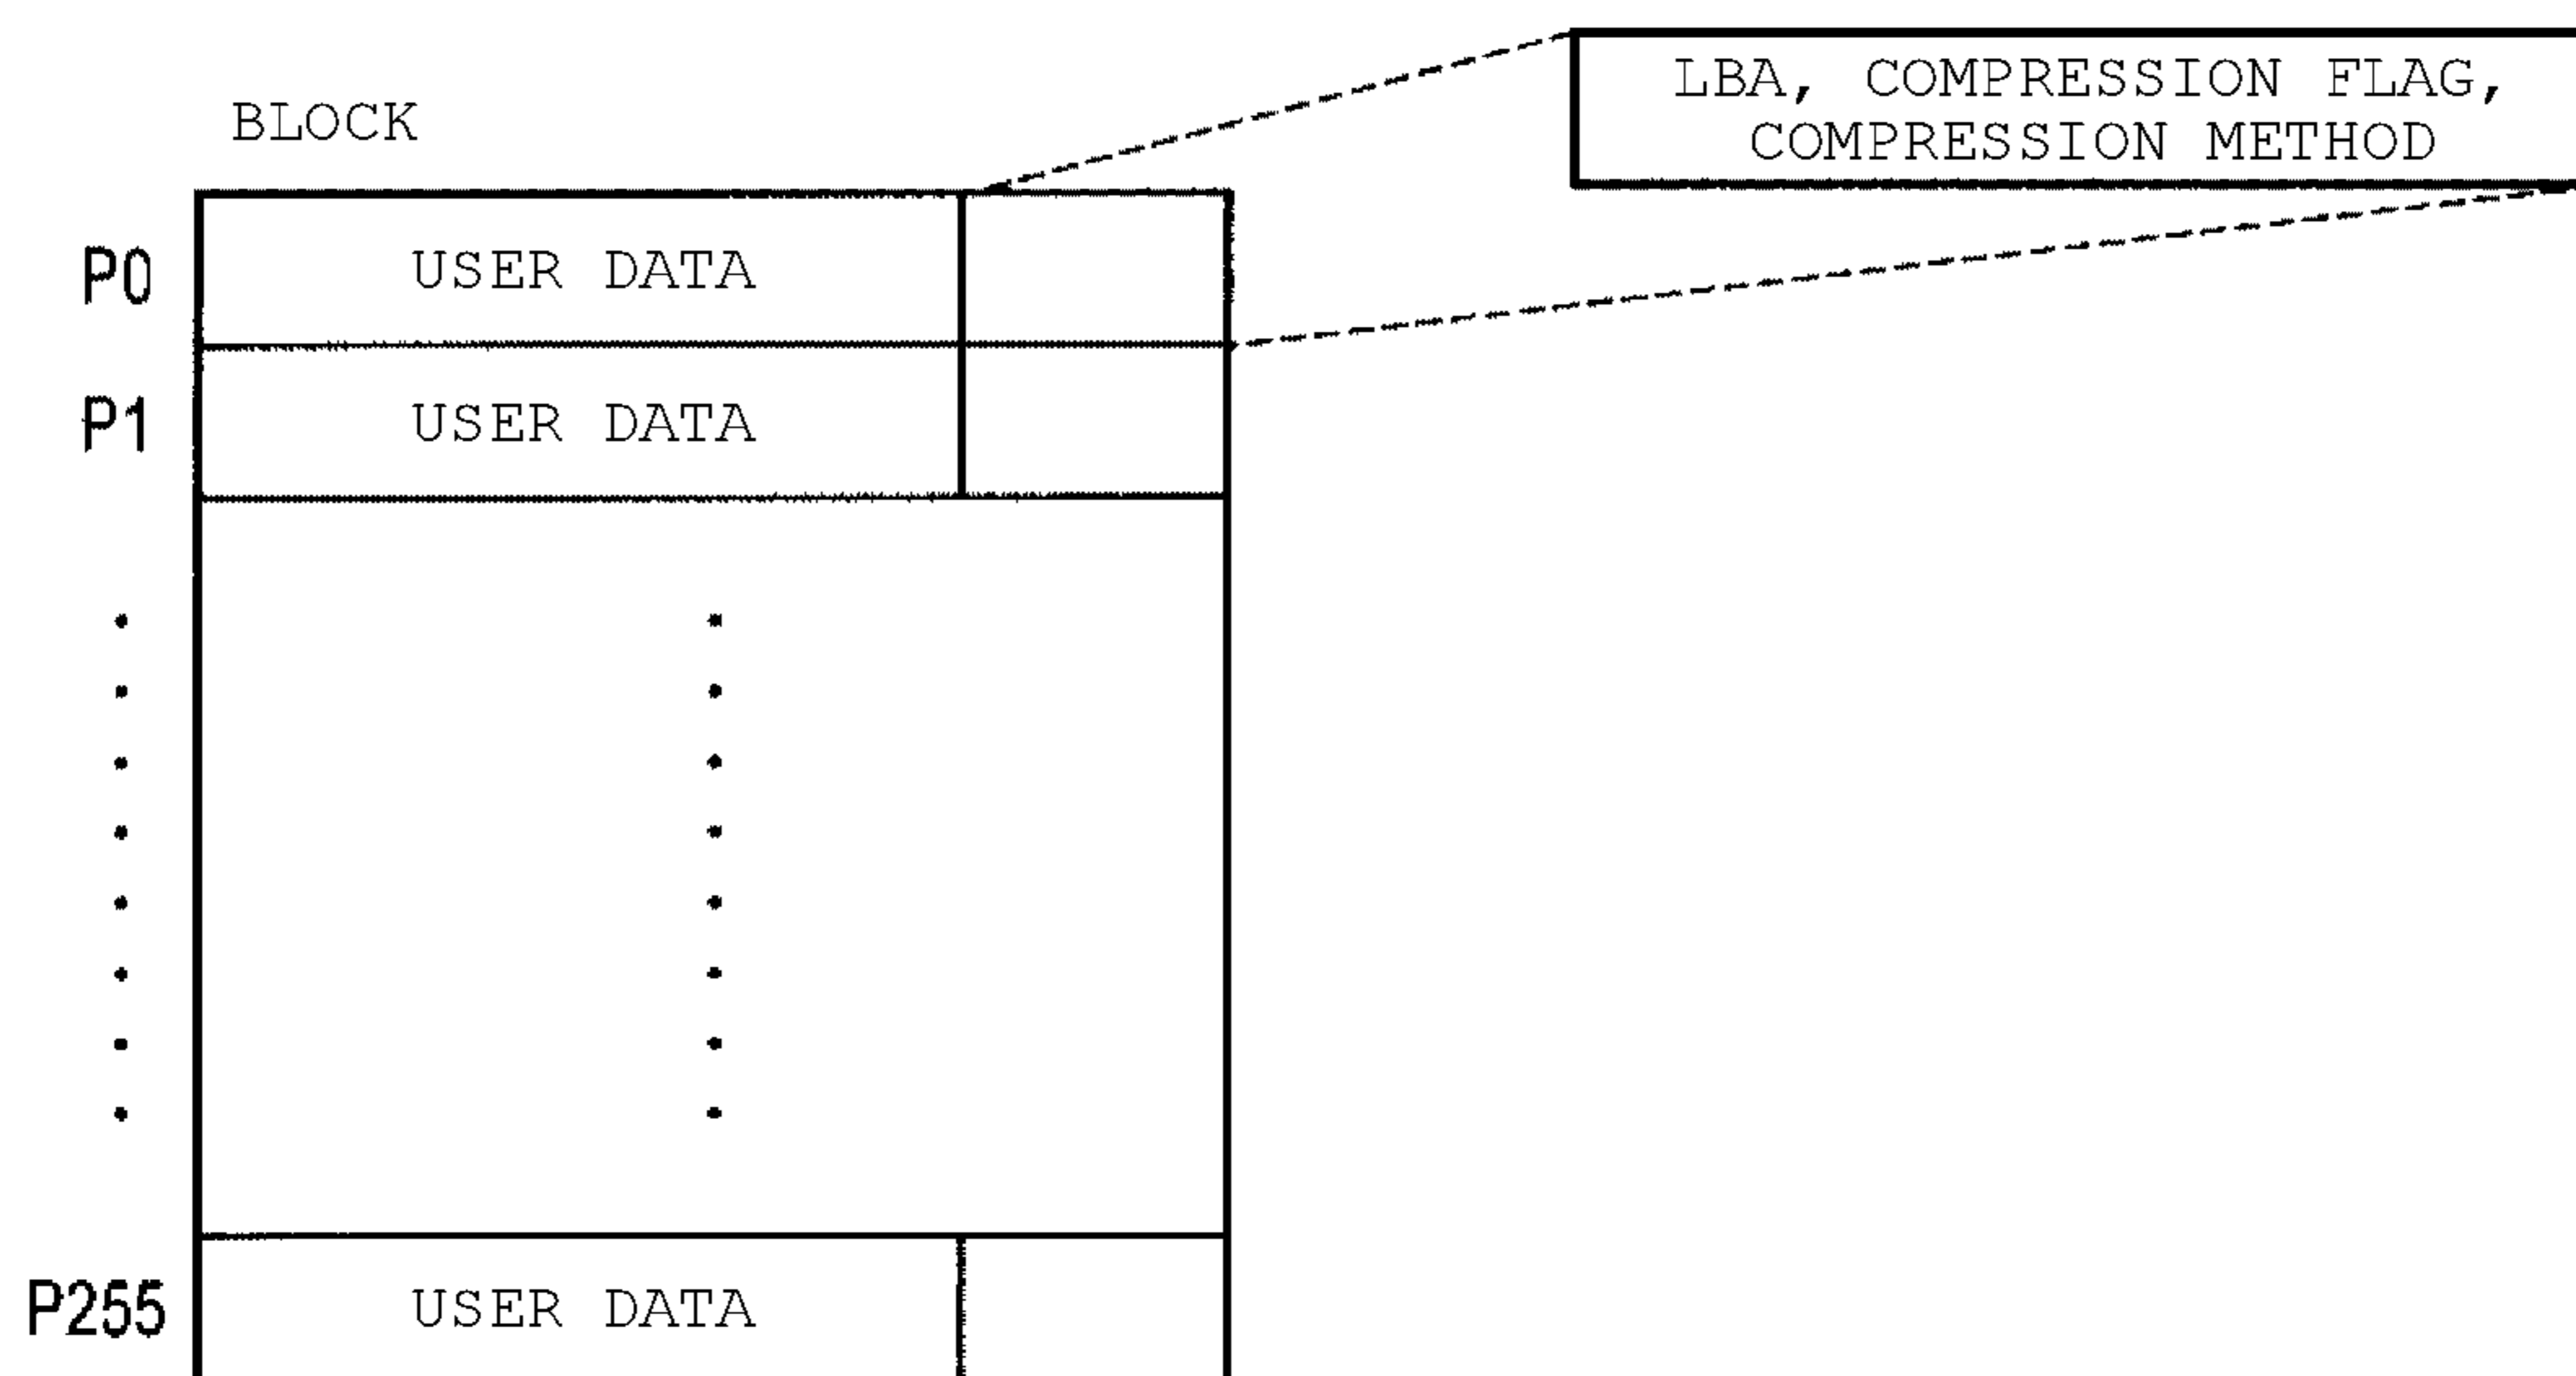 LBA, COMPRESSION FLAG,
COMPRESSION METHOD
BLOCK
P0 USER DATA
P1 USER DATA
P255 USER DATA